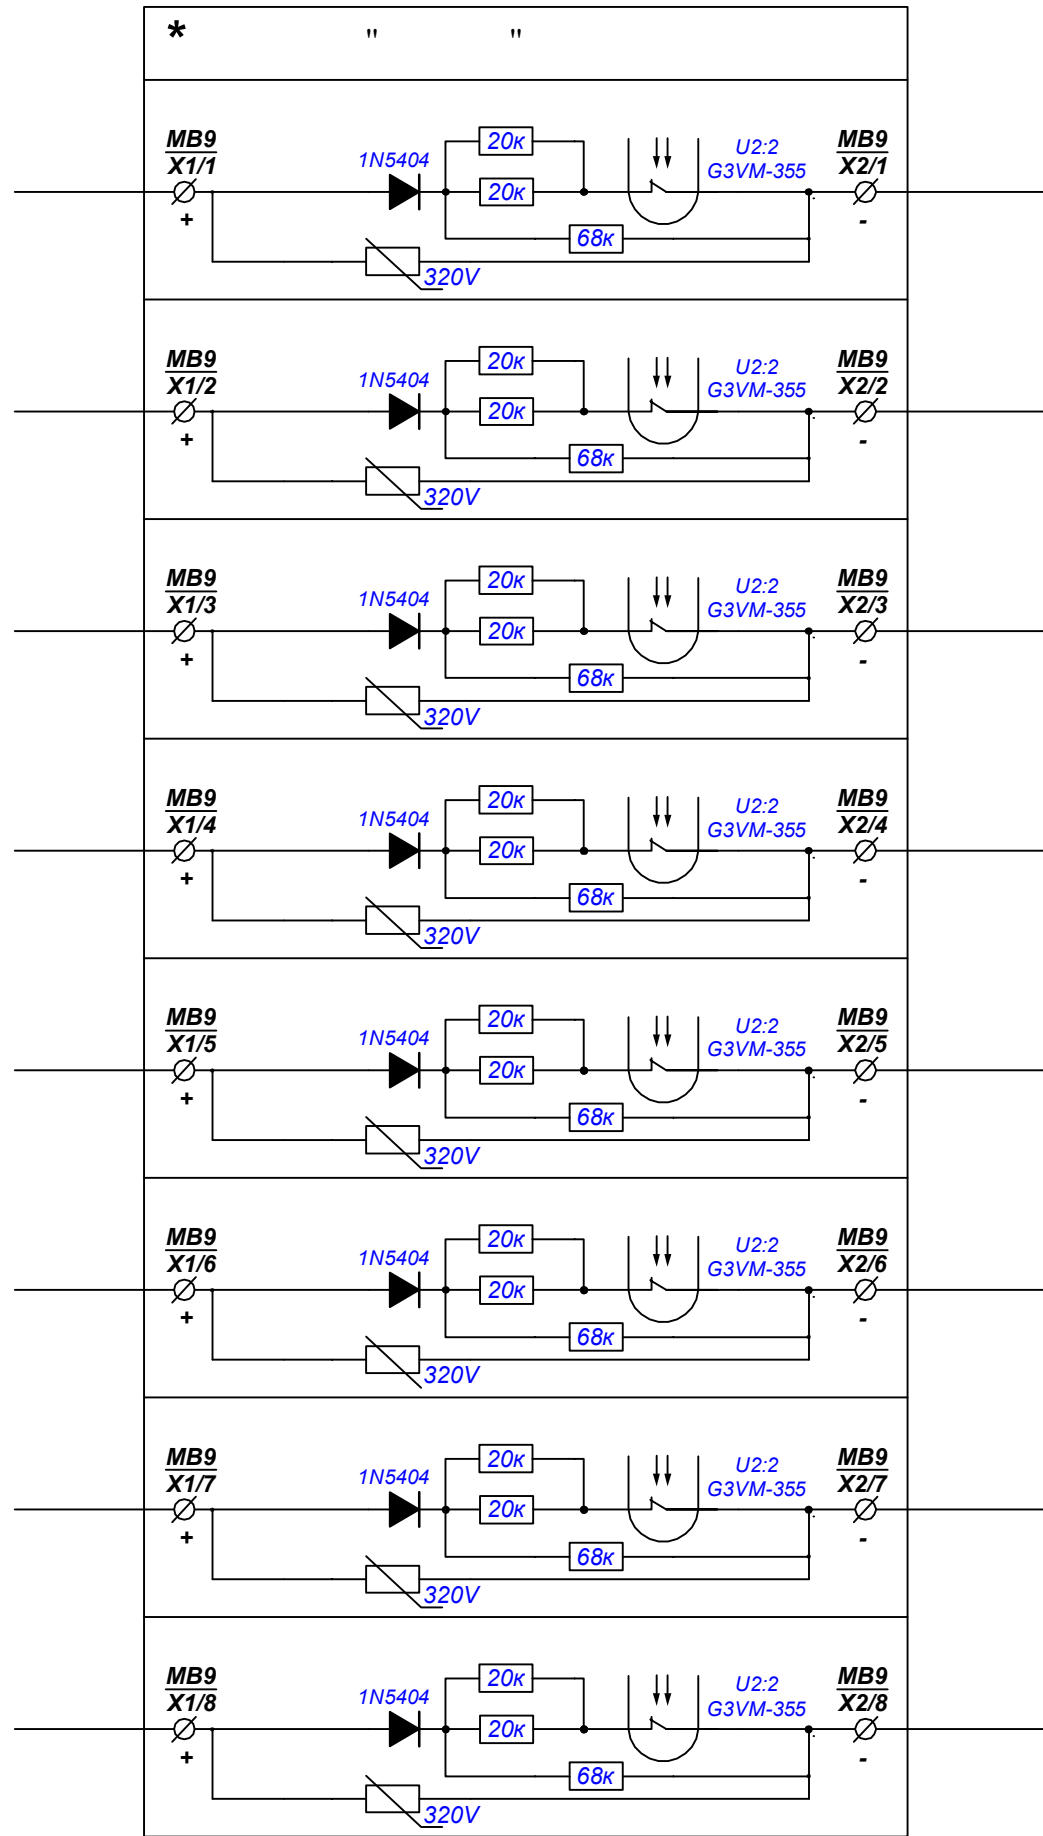 * " "
MB9
X1/1
+
1N5404
20к
20к
68к
320V
U2:2
G3VM-355
MB9
X2/1
-
MB9
X1/2
+
1N5404
20к
20к
68к
320V
U2:2
G3VM-355
MB9
X2/2
-
MB9
X1/3
+
1N5404
20к
20к
68к
320V
U2:2
G3VM-355
MB9
X2/3
-
MB9
X1/4
+
1N5404
20к
20к
68к
320V
U2:2
G3VM-355
MB9
X2/4
-
MB9
X1/5
+
1N5404
20к
20к
68к
320V
U2:2
G3VM-355
MB9
X2/5
-
MB9
X1/6
+
1N5404
20к
20к
68к
320V
U2:2
G3VM-355
MB9
X2/6
-
MB9
X1/7
+
1N5404
20к
20к
68к
320V
U2:2
G3VM-355
MB9
X2/7
-
MB9
X1/8
+
1N5404
20к
20к
68к
320V
U2:2
G3VM-355
MB9
X2/8
-